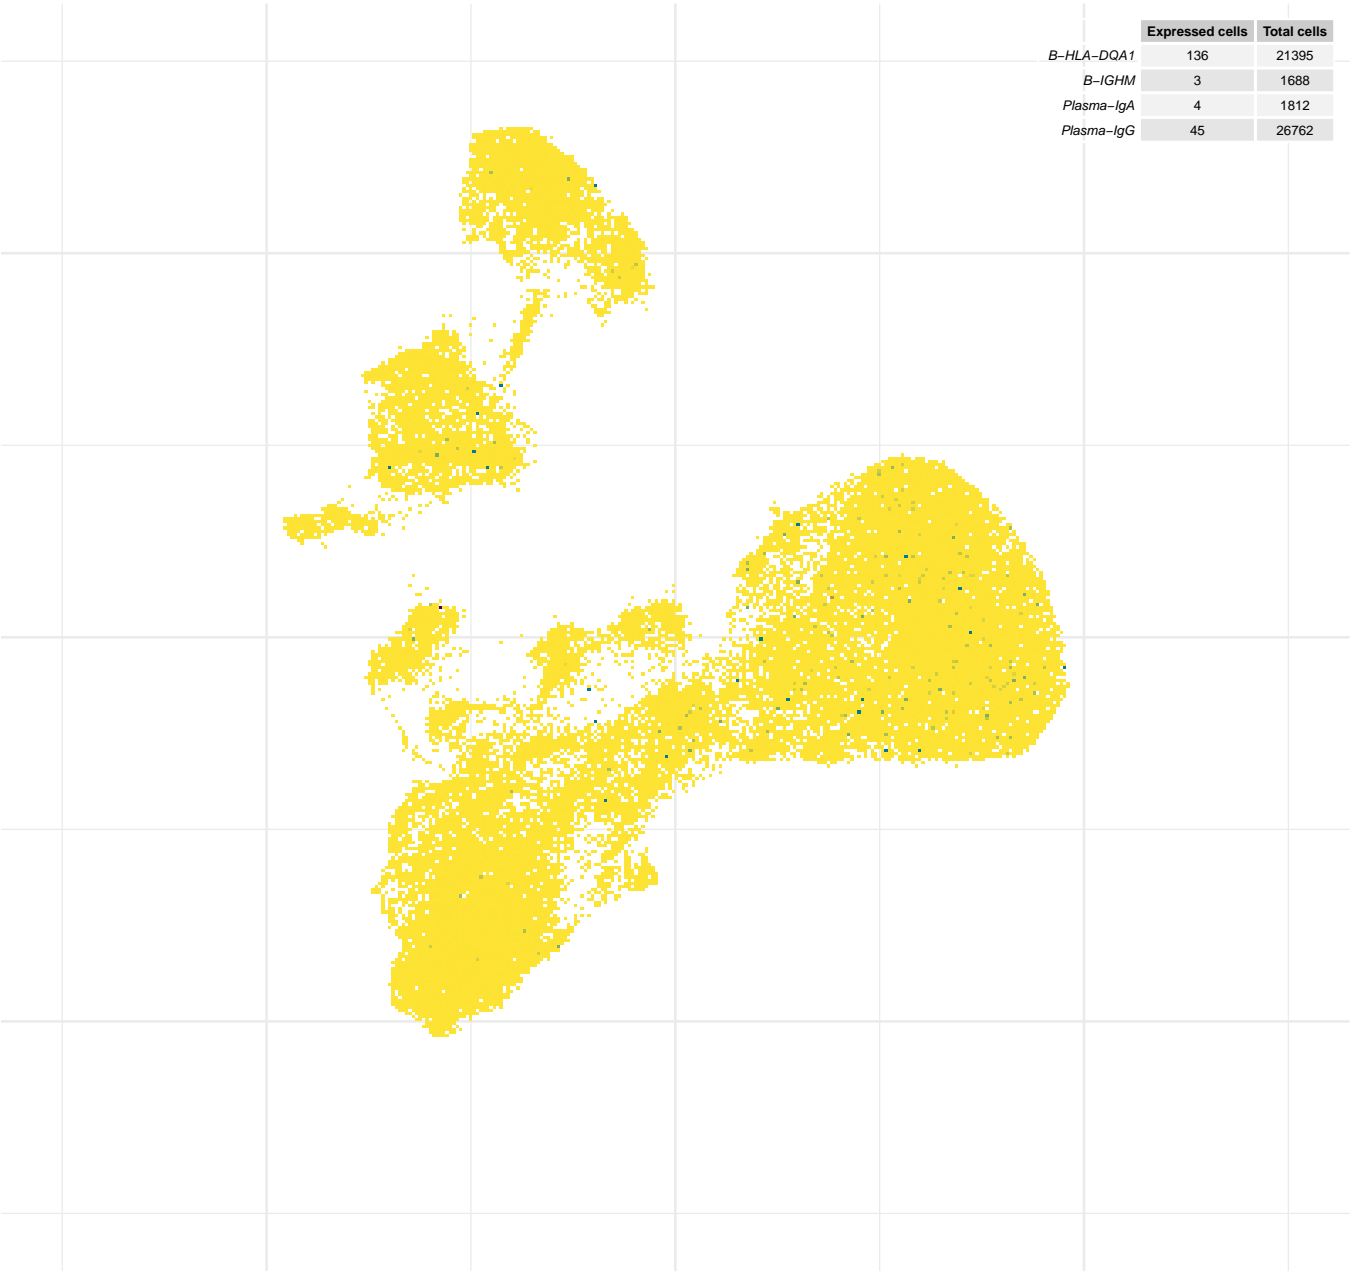 Expressed cells Total cells
B−HLA−DQA1 136 21395
B−IGHM 3 1688
Plasma−IgA 4 1812
Plasma−IgG 45 26762